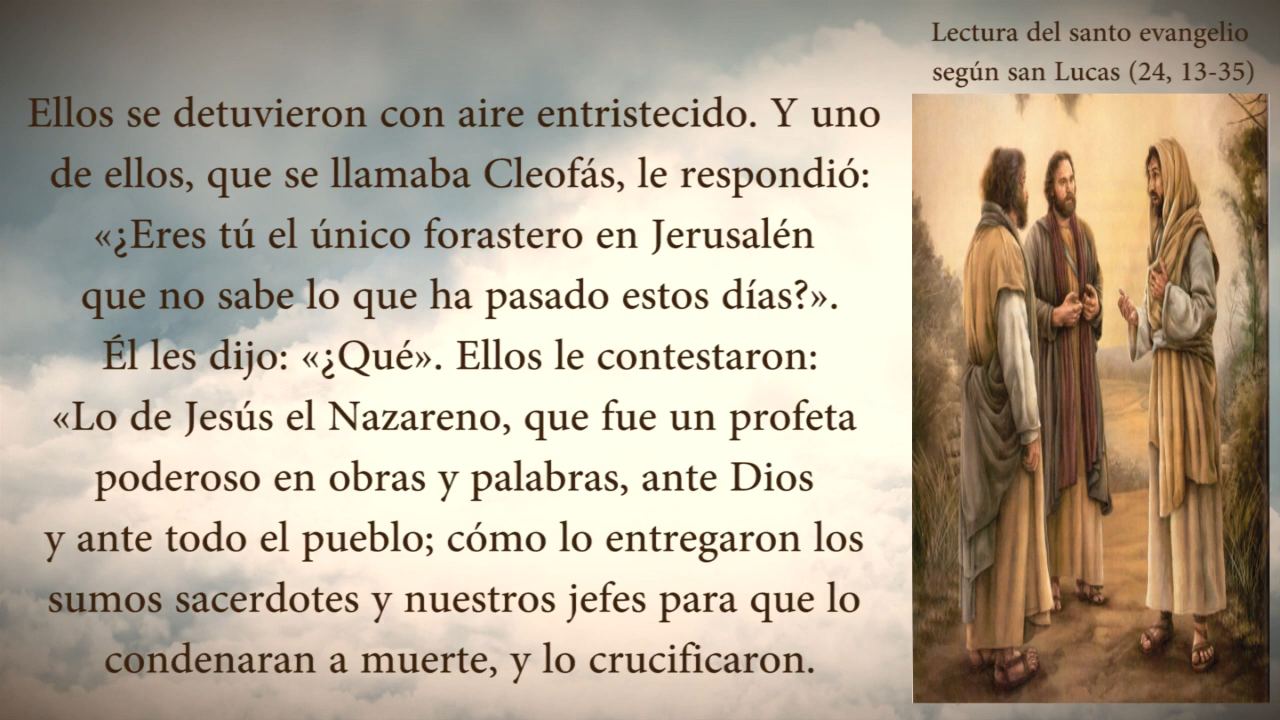 Lectura del santo evangelio
según san Lucas (24, 13-35)
Ellos se detuvieron con aire entristecido. Y uno
de ellos, que se llamaba Cleofás, le respondió:
«¿Eres tú el único forastero en Jerusalén
que no sabe lo que ha pasado estos días?».
Él les dijo: «¿Qué». Ellos le contestaron:
«Lo de Jesús el Nazareno, que fue un profeta
poderoso en obras y palabras, ante Dios
y ante todo el pueblo; cómo lo entregaron los
sumos sacerdotes y nuestros jefes para que lo
condenaran a muerte, y lo crucificaron.